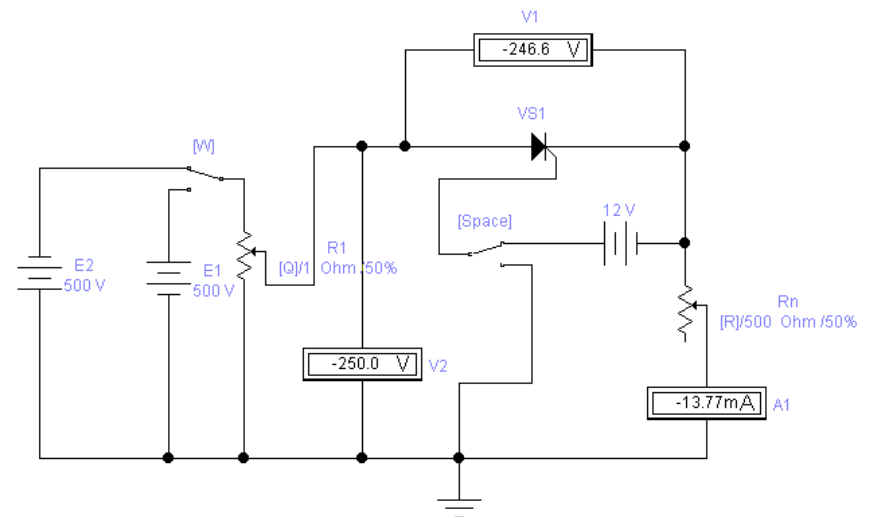 V1
-246.6 V
VS1
[W]
[Space]
12 V
E2
500 V
E1
500 V
R1
[Q]/1 Ohm /50%
Rn
[R]/500 Ohm /50%
-250.0 V
V2
-13.77mA
A1